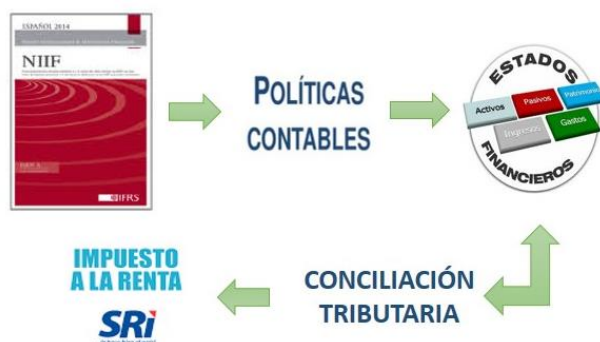 ESPAÑOL 2014
NIIF
IFRS
POLÍTICAS
CONTABLES
ESTADOS
Activos
Pasivos
Patrimonio
Ingresos
Gastos
FINANCIEROS
IMPUESTO
A LA RENTA
SRi
CONCILIACIÓN
TRIBUTARIA